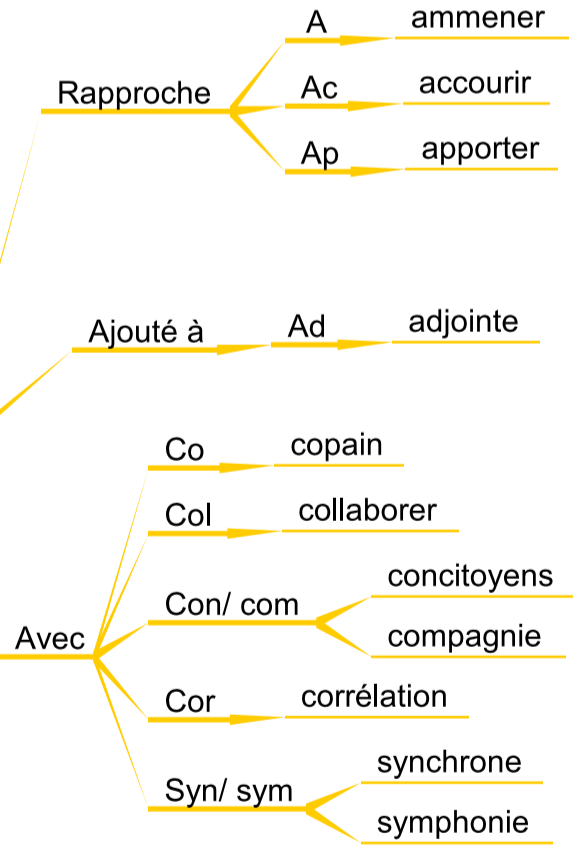 Rapproche
A
ammener
Ac
accourir
Ap
apporter
Ajouté à
Ad
adjointe
Avec
Co
copain
Col
collaborer
Con/ com
concitoyens
compagnie
Cor
corrélation
Syn/ sym
synchrone
symphonie